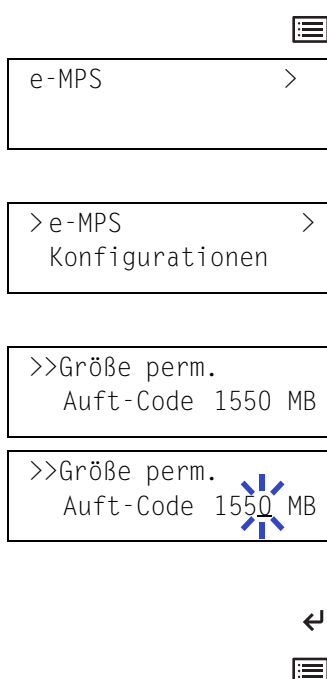 e-MPS >
>e-MPS >
Konfigurationen
>>Größe perm.
Auft-Code 1550 MB
>>Größe perm.
Auft-Code 1550 MB